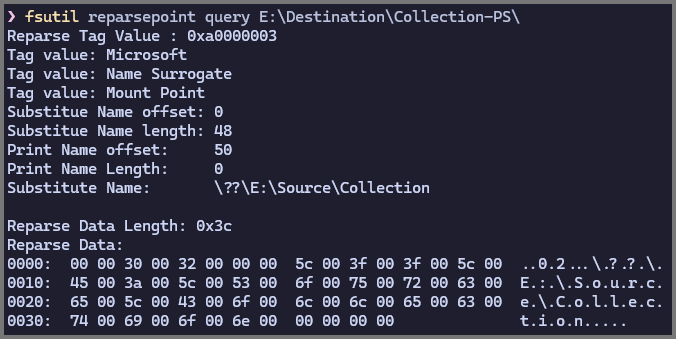 ❯ fsutil reparsepoint query E:\Destination\Collection-PS\
Reparse Tag Value : 0xa0000003
Tag value: Microsoft
Tag value: Name Surrogate
Tag value: Mount Point
Substitue Name offset: 0
Substitue Name length: 48
Print Name offset:     50
Print Name Length:     0
Substitute Name:       \??\E:\Source\Collection

Reparse Data Length: 0x3c
Reparse Data:
0000:  00 00 30 00 32 00 00 00  5c 00 3f 00 3f 00 5c 00  ..0.2...\.?.?.\.
0010:  45 00 3a 00 5c 00 53 00  6f 00 75 00 72 00 63 00  E.:.\.S.o.u.r.c.
0020:  65 00 5c 00 43 00 6f 00  6c 00 6c 00 65 00 63 00  e.\.C.o.l.l.e.c.
0030:  74 00 69 00 6f 00 6e 00  00 00 00 00              t.i.o.n.....